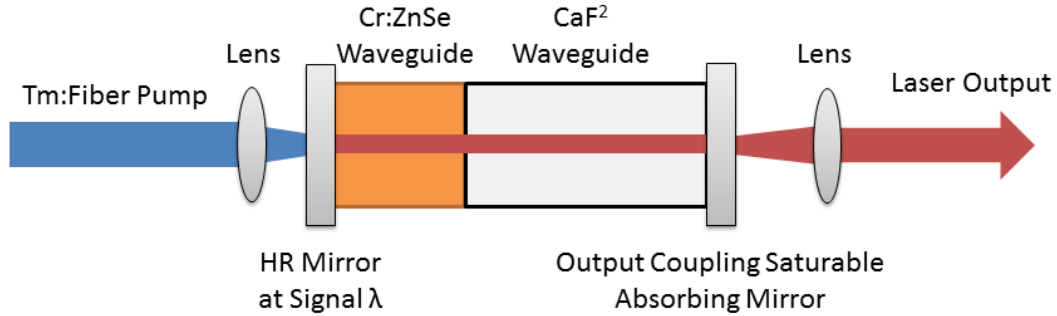 Cr:ZnSe
Waveguide
CaF²
Waveguide
Lens
Lens
Tm:Fiber Pump
Laser Output
HR Mirror
at Signal λ
Output Coupling Saturable
Absorbing Mirror